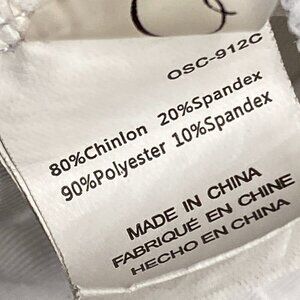 OSC-912C
80%Chinlon 20%Spandex
90%Polyester 10%Spandex
MADE IN CHINA
FABRIQUÉ EN CHINE
HECHO EN CHINA